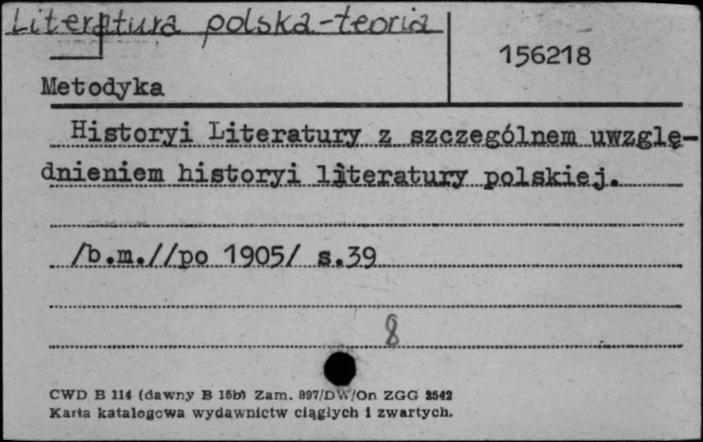 Literatura polska-teoria
156218
Metodyka
Historyi Literatury z szczególnem uwzglę-
dnieniem historyi literatury polskiej.
/b.m.//po 1905/ s.39
8
CWD B 114 (dawny B 15b) Zam. 897/DW/On ZGG 2542
Karta katalogowa wydawnictw ciągłych i zwartych.